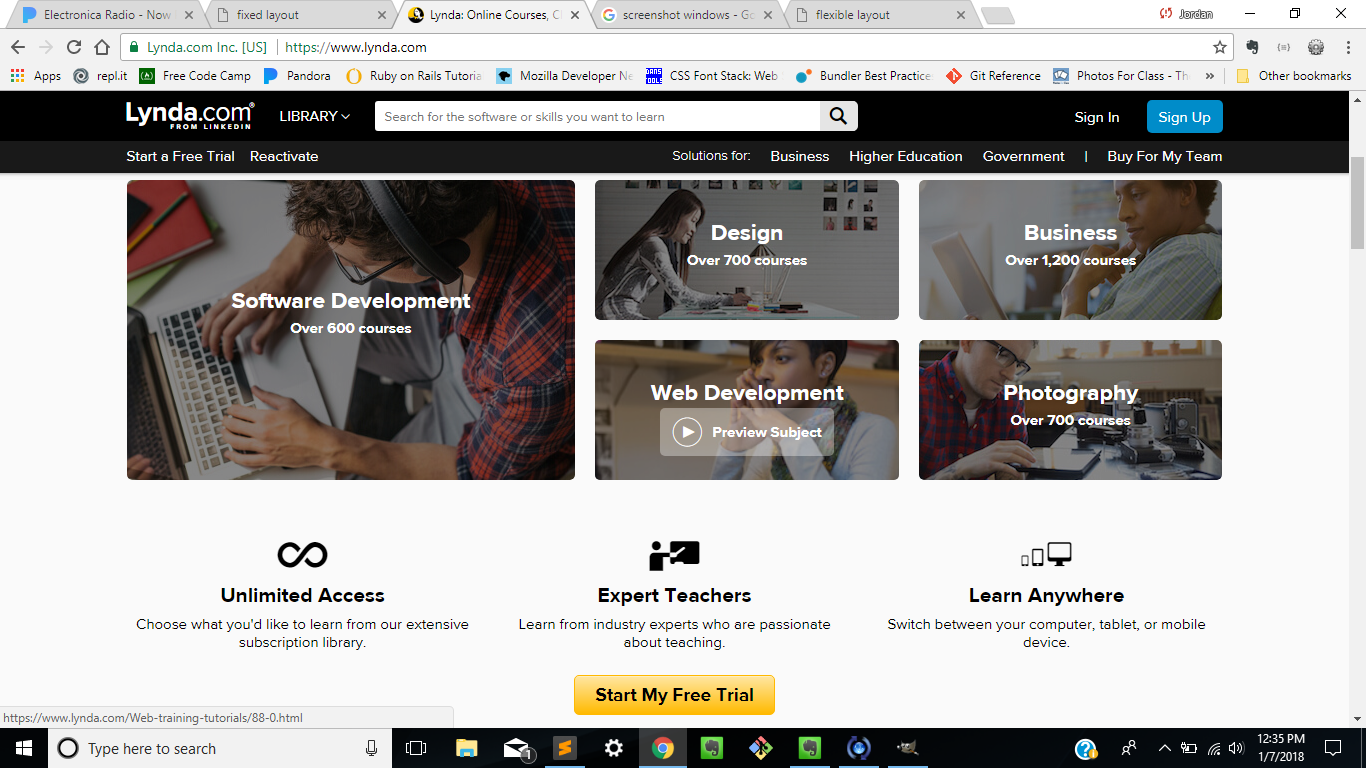 Electronica Radio - Now
fixed layout
Lynda: Online Courses, Cl
screenshot windows - Go
flexible layout
Jordan
Lynda.com Inc. [US]
https://www.lynda.com
Apps
repl.it
Free Code Camp
Pandora
Ruby on Rails Tutoria
Mozilla Developer Ne
DANS TOOLS
CSS Font Stack: Web
Bundler Best Practice
Git Reference
Photos For Class - Th
»
Other bookmarks
Lynda.com®
FROM LINKEDIN
LIBRARY
Search for the software or skills you want to learn
Sign In
Sign Up
Start a Free Trial
Reactivate
Solutions for:
Business
Higher Education
Government
|
Buy For My Team
Software Development
Over 600 courses
Design
Over 700 courses
Business
Over 1,200 courses
Web Development
Preview Subject
Photography
Over 700 courses
Unlimited Access
Choose what you'd like to learn from our extensive
subscription library.
Expert Teachers
Learn from industry experts who are passionate
about teaching.
Learn Anywhere
Switch between your computer, tablet, or mobile
device.
Start My Free Trial
https://www.lynda.com/Web-training-tutorials/88-0.html
Type here to search
1
12:35 PM
1/7/2018